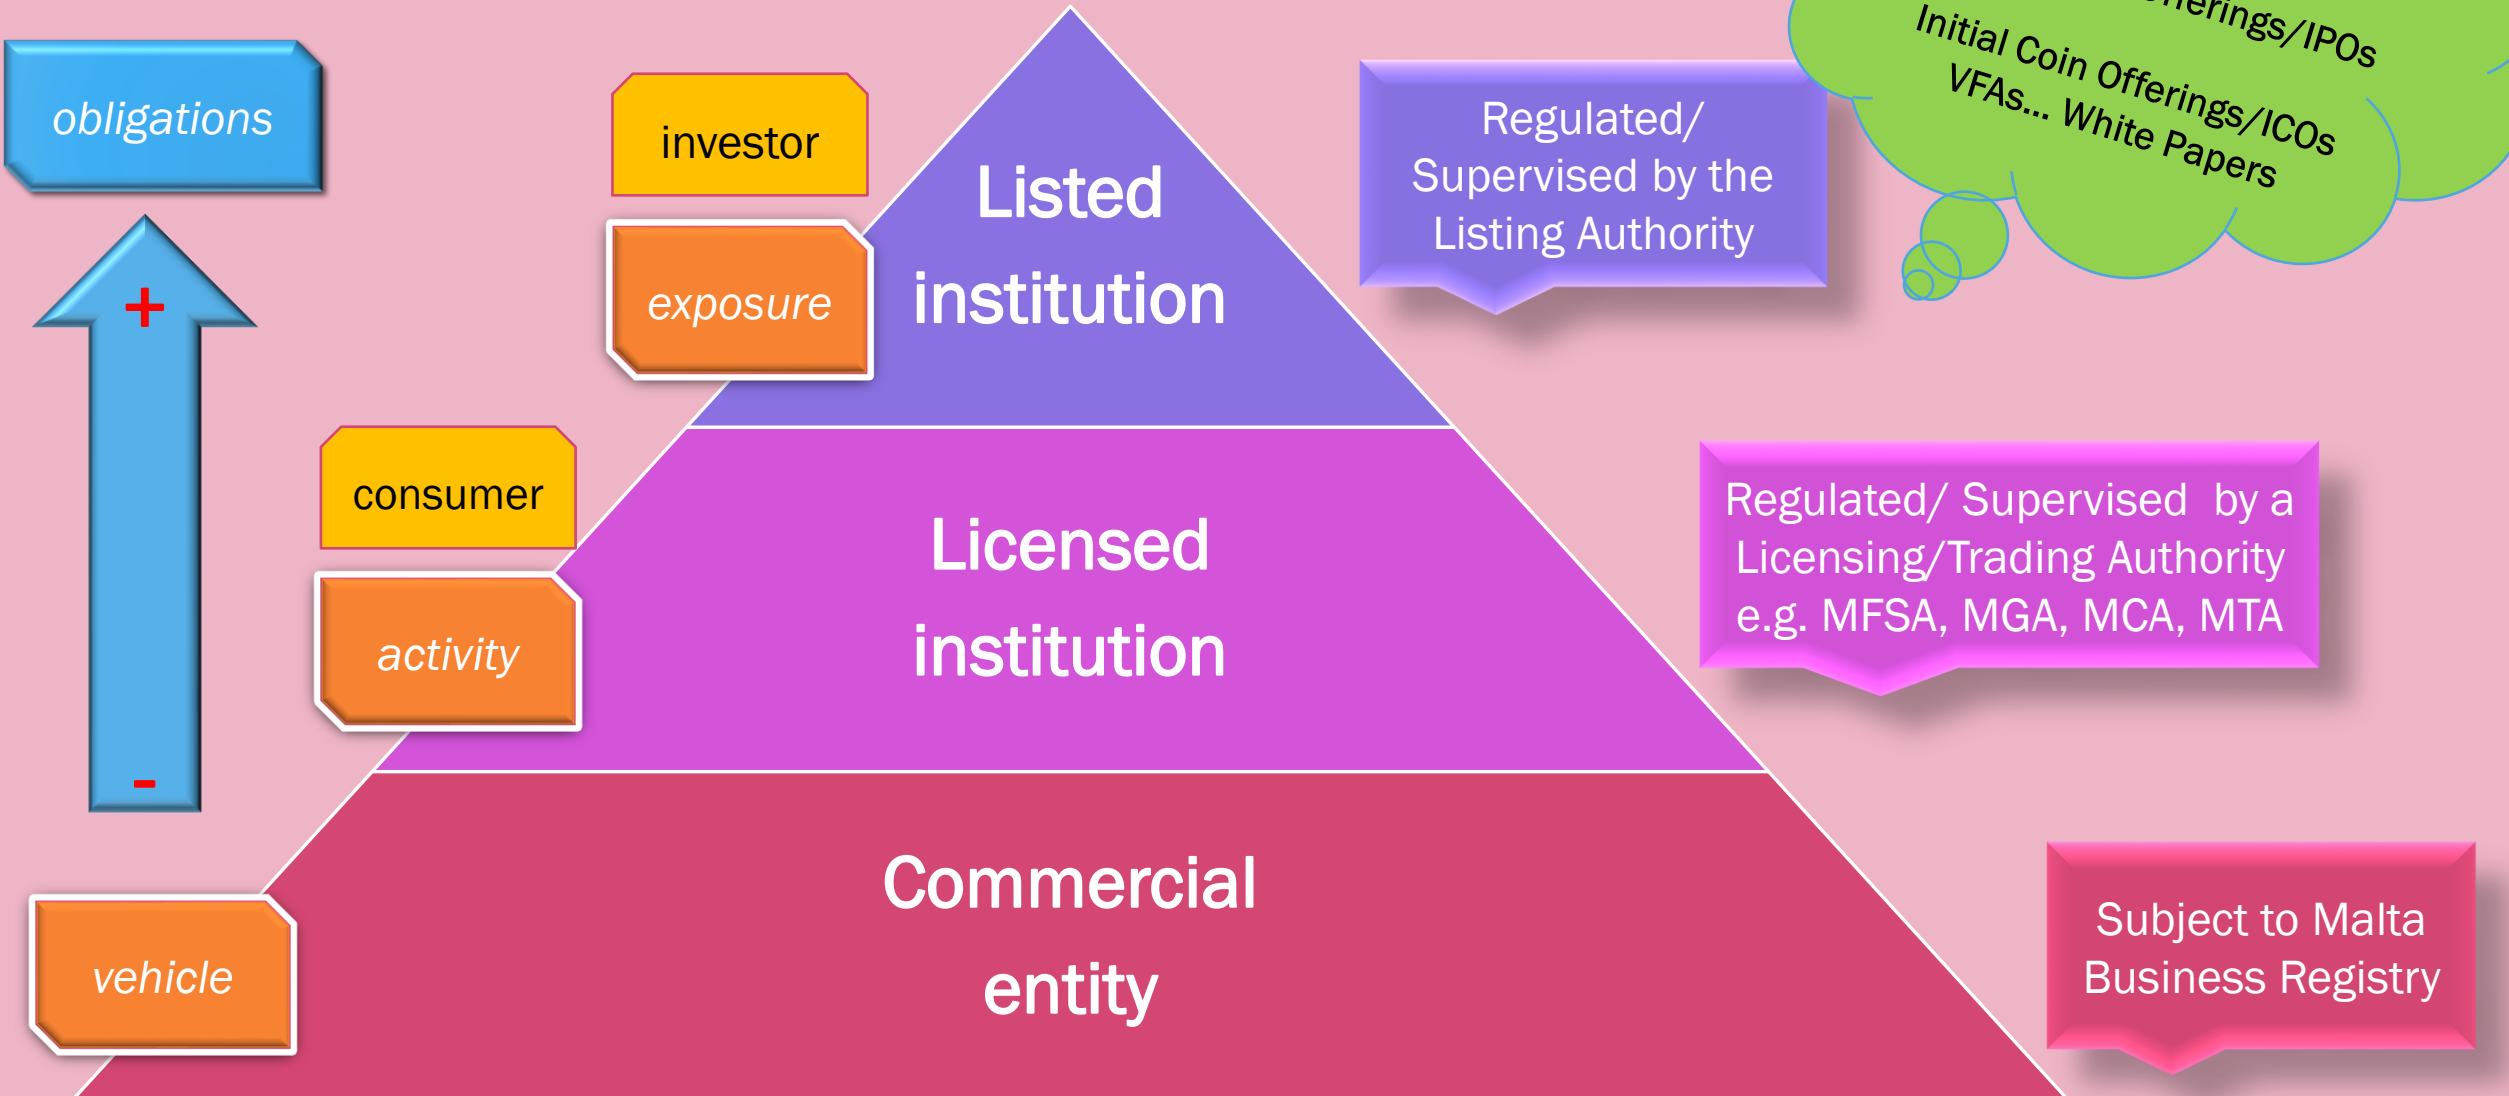 obligations
+
-
investor
exposure
Listed
institution
Regulated/
Supervised by the
Listing Authority
/IPOs
Initial Coin Offerings/ICOs
VFAs... White Papers
consumer
activity
Licensed
institution
Regulated/ Supervised  by a
Licensing/Trading Authority
e.g. MFSA, MGA, MCA, MTA
vehicle
Commercial
entity
Subject to Malta
Business Registry